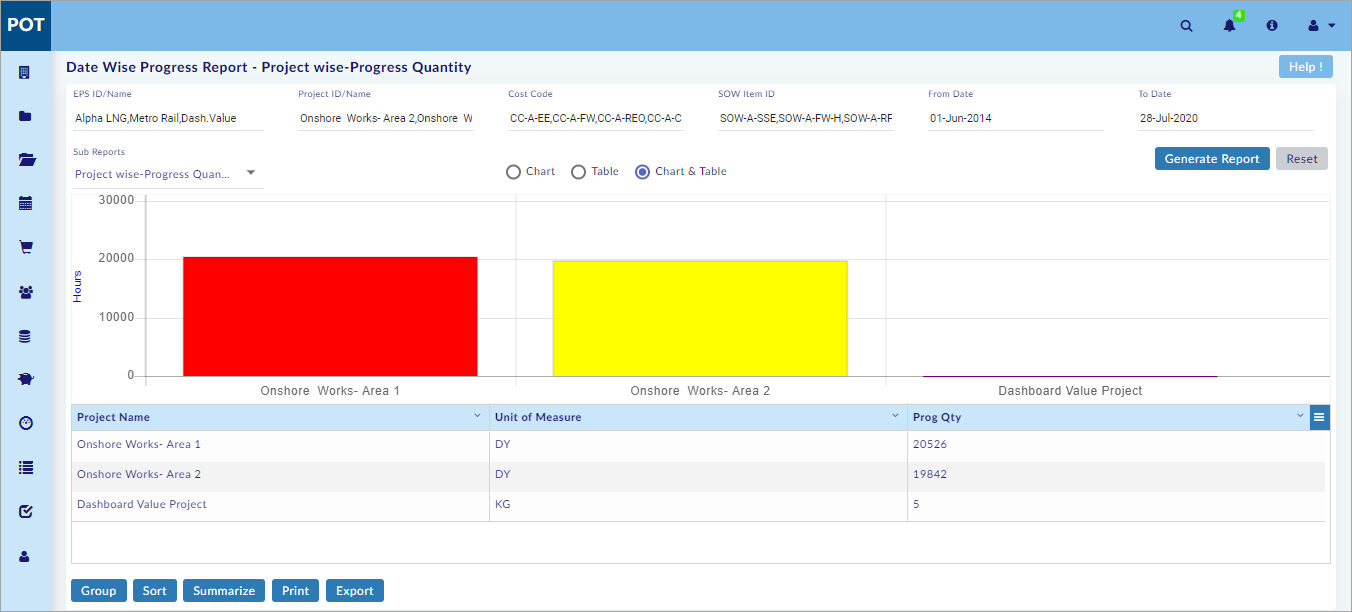 POT
4
Date Wise Progress Report - Project wise-Progress Quantity
Help !
EPS ID/Name
Project ID/Name
Cost Code
SOW Item ID
From Date
To Date
Alpha LNG,Metro Rail,Dash.Value
Onshore Works- Area 2,Onshore W
CC-A-EE,CC-A-FW,CC-A-REO,CC-A-C
SOW-A-SSE,SOW-A-FW-H,SOW-A-RF
01-Jun-2014
28-Jul-2020
Sub Reports
Project wise-Progress Quan...
Chart
Table
Chart & Table
Generate Report
Reset
30000
20000
10000
0
Hours
Onshore Works- Area 1
Onshore Works- Area 2
Dashboard Value Project
Project Name
Unit of Measure
Prog Qty
Onshore Works- Area 1
DY
20526
Onshore Works- Area 2
DY
19842
Dashboard Value Project
KG
5
Group
Sort
Summarize
Print
Export